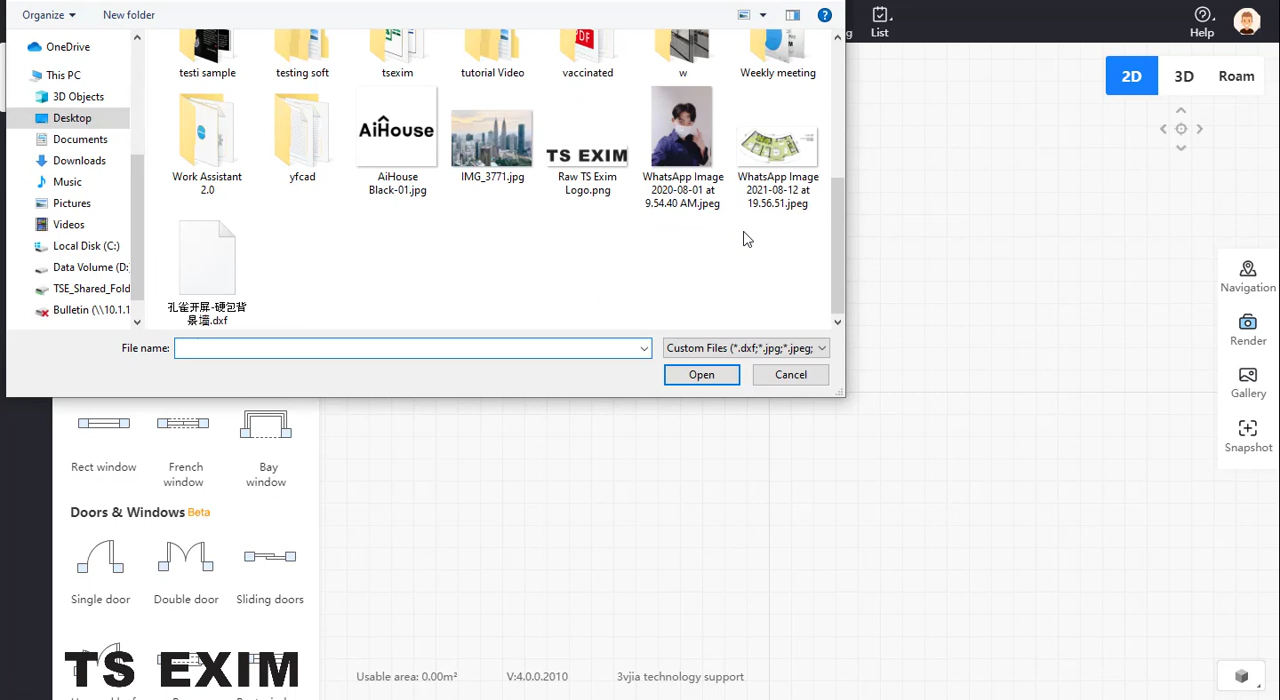 Organize
New folder
List
Help
OneDrive
This PC
3D Objects
Desktop
Documents
Downloads
Music
Pictures
Videos
Local Disk (C:)
Data Volume (D:
TSE_Shared_Fold
Bulletin (\\10.1.1
testi sample
testing soft
tsexim
tutorial Video
vaccinated
w
Weekly meeting
PDF
AiHouse
TS EXIM
Work Assistant
2.0
yfcad
AiHouse
Black-01.jpg
IMG_3771.jpg
Raw TS Exim
Logo.png
WhatsApp Image
2020-08-01 at
9.54.40 AM.jpeg
WhatsApp Image
2021-08-12 at
19.56.51.jpeg
孔雀开屏-硬包背
景墙.dxf
File name:
Custom Files (*.dxf;*.jpg;*.jpeg;
Open
Cancel
2D
3D
Roam
Navigation
Render
Gallery
Snapshot
Rect window
French
window
Bay
window
Doors & Windows Beta
Single door
Double door
Sliding doors
TS EXIM
Usable area: 0.00m²
V:4.0.0.2010
3vjia technology support